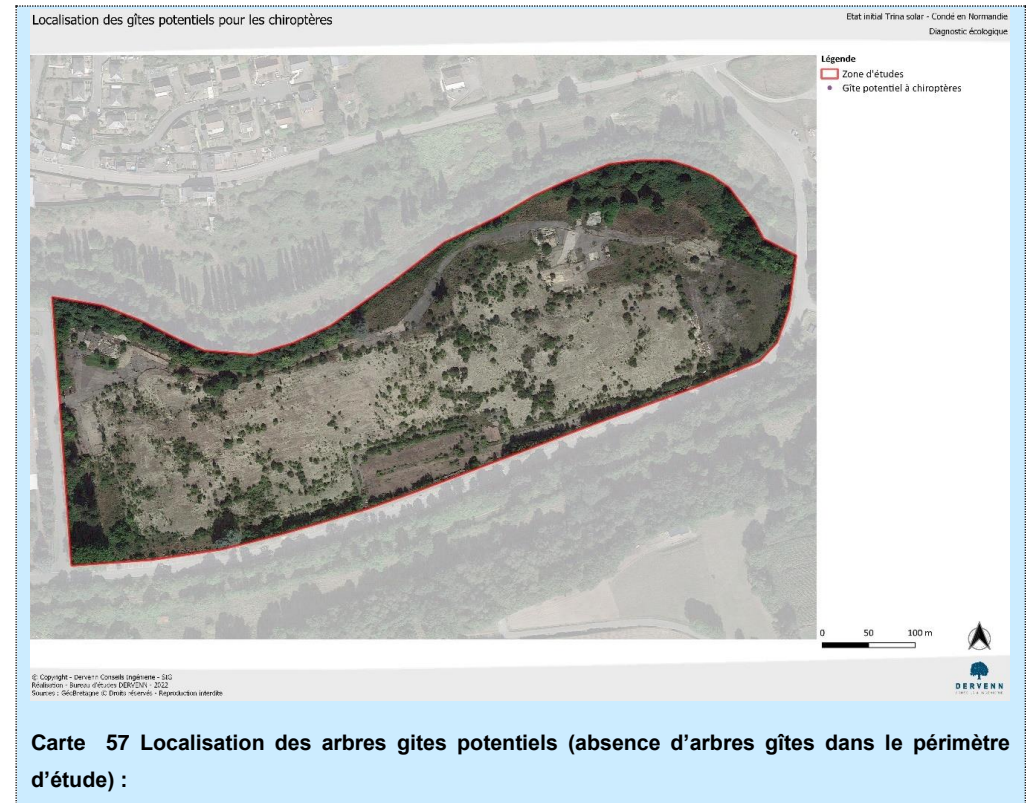 Localisation des gîtes potentiels pour les chiroptères
Etat initial Trina solar - Condé en Normandie
Diagnostic écologique
Légende
Zone d'études
Gîte potentiel à chiroptères
0 50 100 m
© Copyright - Dervenn Conseils Ingénierie - SIG
Réalisation - Bureau d'études DERVENN - 2022
Sources : GéoBretagne © Droits réservés - Reproduction interdite
DERVENN
Carte 57 Localisation des arbres gites potentiels (absence d'arbres gîtes dans le périmètre
d'étude) :